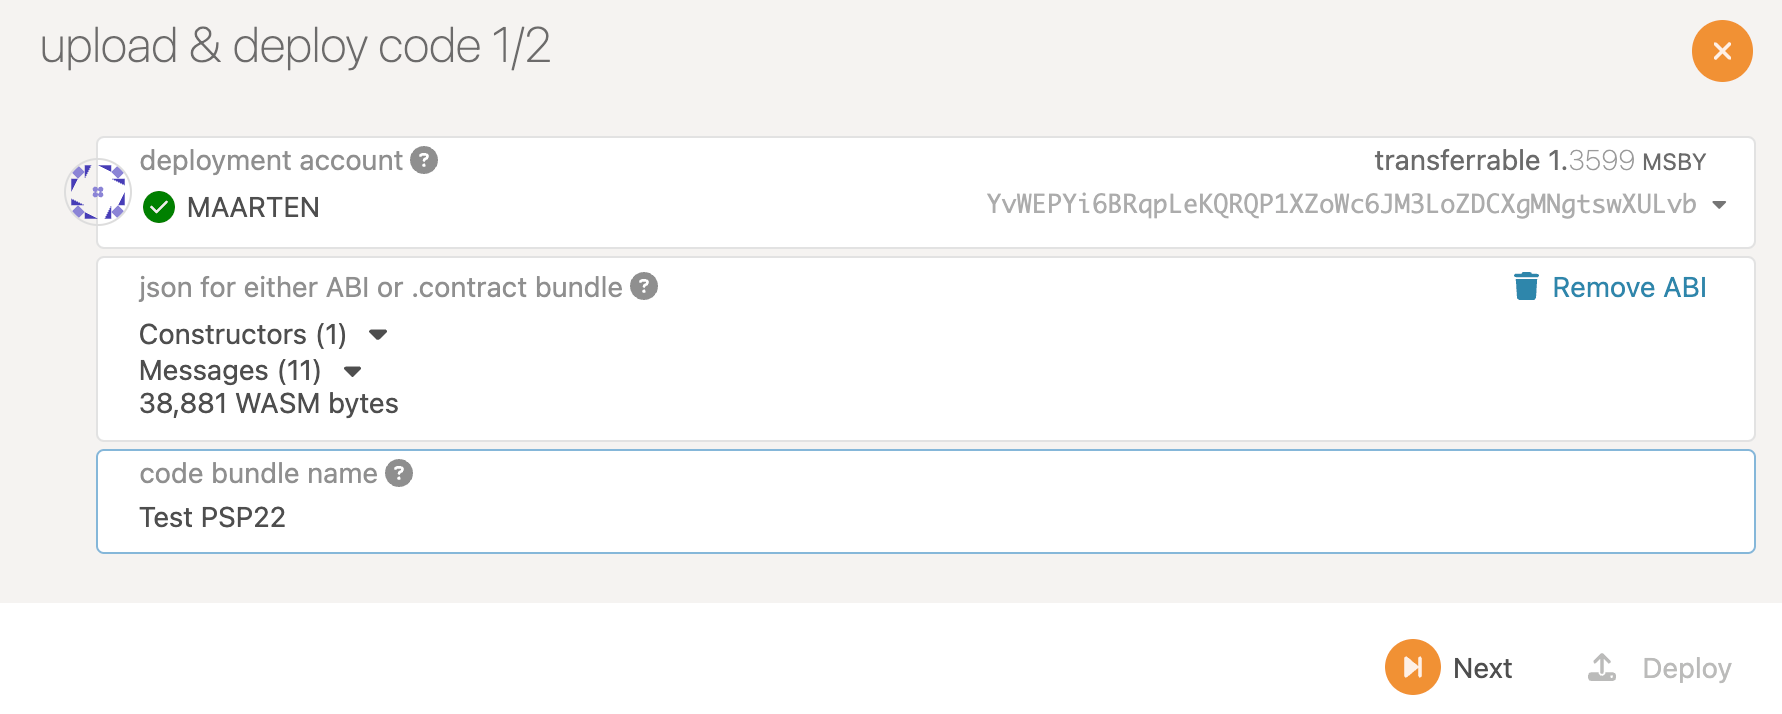 upload & deploy code 1/2
deployment account ?
transferrable 1.3599 MSBY
MAARTEN
YvWEPYi6BRqpLeKQRQP1XZoWc6JM3LoZDCXgMNgtswXULvb
json for either ABI or .contract bundle ?
Remove ABI
Constructors (1)
Messages (11)
38,881 WASM bytes
code bundle name ?
Test PSP22
Next
Deploy